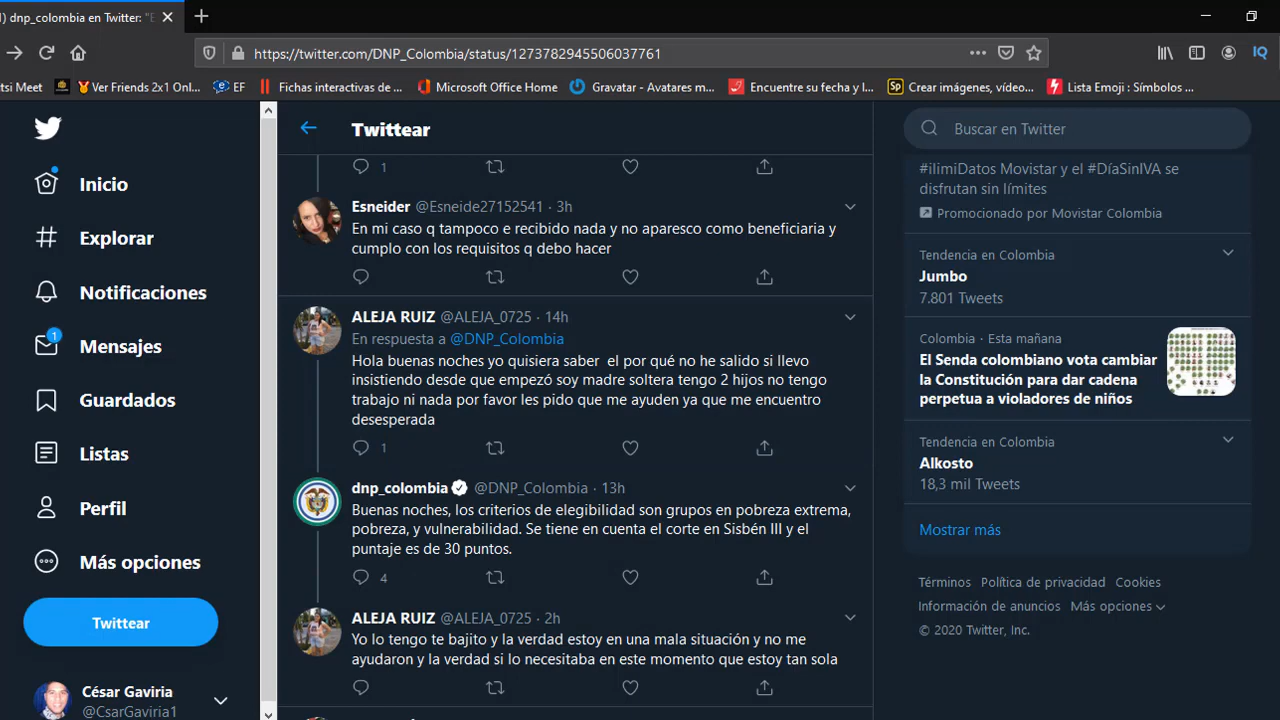 ) dnp_colombia en Twitter: "E
https://twitter.com/DNP_Colombia/status/1273782945506037761
IQ
tsi Meet
Ver Friends 2x1 Onl...
EF
Fichas interactivas de ...
Microsoft Office Home
Gravatar - Avatares m...
Encuentre su fecha y l...
Sp
Crear imágenes, vídeo...
Lista Emoji : Símbolos ...
Inicio
Explorar
Notificaciones
1
Mensajes
Guardados
Listas
Perfil
Más opciones
Twittear
César Gaviria
@CsarGaviria1
Twittear
1
Esneider @Esneide27152541 · 3h
En mi caso q tampoco e recibido nada y no aparesco como beneficiaria y
cumplo con los requisitos q debo hacer
ALEJA RUIZ @ALEJA_0725 · 14h
En respuesta a @DNP_Colombia
Hola buenas noches yo quisiera saber el por qué no he salido si llevo
insistiendo desde que empezó soy madre soltera tengo 2 hijos no tengo
trabajo ni nada por favor les pido que me ayuden ya que me encuentro
desesperada
1
dnp_colombia @DNP_Colombia · 13h
Buenas noches, los criterios de elegibilidad son grupos en pobreza extrema,
pobreza, y vulnerabilidad. Se tiene en cuenta el corte en Sisbén III y el
puntaje es de 30 puntos.
4
ALEJA RUIZ @ALEJA_0725 · 2h
Yo lo tengo te bajito y la verdad estoy en una mala situación y no me
ayudaron y la verdad si lo necesitaba en este momento que estoy tan sola
Buscar en Twitter
#ilimiDatos Movistar y el #DíaSinIVA se
disfrutan sin límites
Promocionado por Movistar Colombia
Tendencia en Colombia
Jumbo
7.801 Tweets
Colombia · Esta mañana
El Senda colombiano vota cambiar
la Constitución para dar cadena
perpetua a violadores de niños
Tendencia en Colombia
Alkosto
18,3 mil Tweets
Mostrar más
Términos Política de privacidad Cookies
Información de anuncios Más opciones
© 2020 Twitter, Inc.